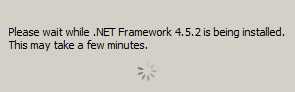 Please wait while .NET Framework 4.5.2 is being installed.
This may take a few minutes.